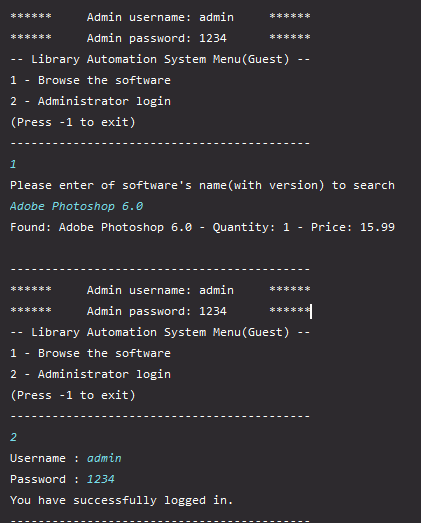 ******     Admin username: admin     ******
******     Admin password: 1234      ******
-- Library Automation System Menu(Guest) --
1 - Browse the software
2 - Administrator login
(Press -1 to exit)
-------------------------------------------
1
Please enter of software's name(with version) to search
Adobe Photoshop 6.0
Found: Adobe Photoshop 6.0 - Quantity: 1 - Price: 15.99
-------------------------------------------
******     Admin username: admin     ******
******     Admin password: 1234      ******
-- Library Automation System Menu(Guest) --
1 - Browse the software
2 - Administrator login
(Press -1 to exit)
-------------------------------------------
2
Username : admin
Password : 1234
You have successfully logged in.
-------------------------------------------